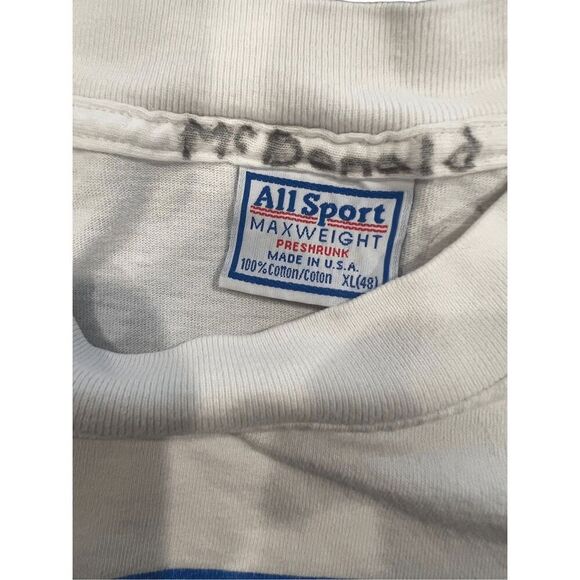 McDonald
All Sport
MAXWEIGHT
PRESHRUNK
MADE IN U.S.A.
100% Cotton/Coton XL(48)